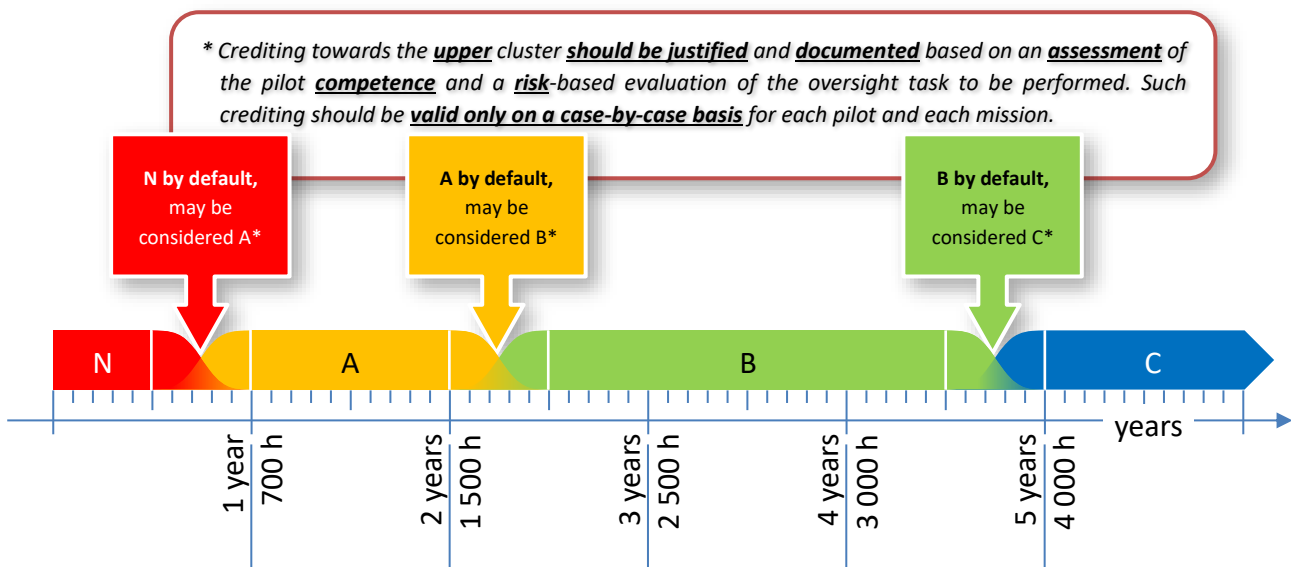 * Crediting towards the upper cluster should be justified and documented based on an assessment of
the pilot competence and a risk-based evaluation of the oversight task to be performed. Such
crediting should be valid only on a case-by-case basis for each pilot and each mission.
N by default,
may be
considered A*
A by default,
may be
considered B*
B by default,
may be
considered C*
N
A
B
C
years
1 year
700 h
2 years
1 500 h
3 years
2 500 h
4 years
3 000 h
5 years
4 000 h